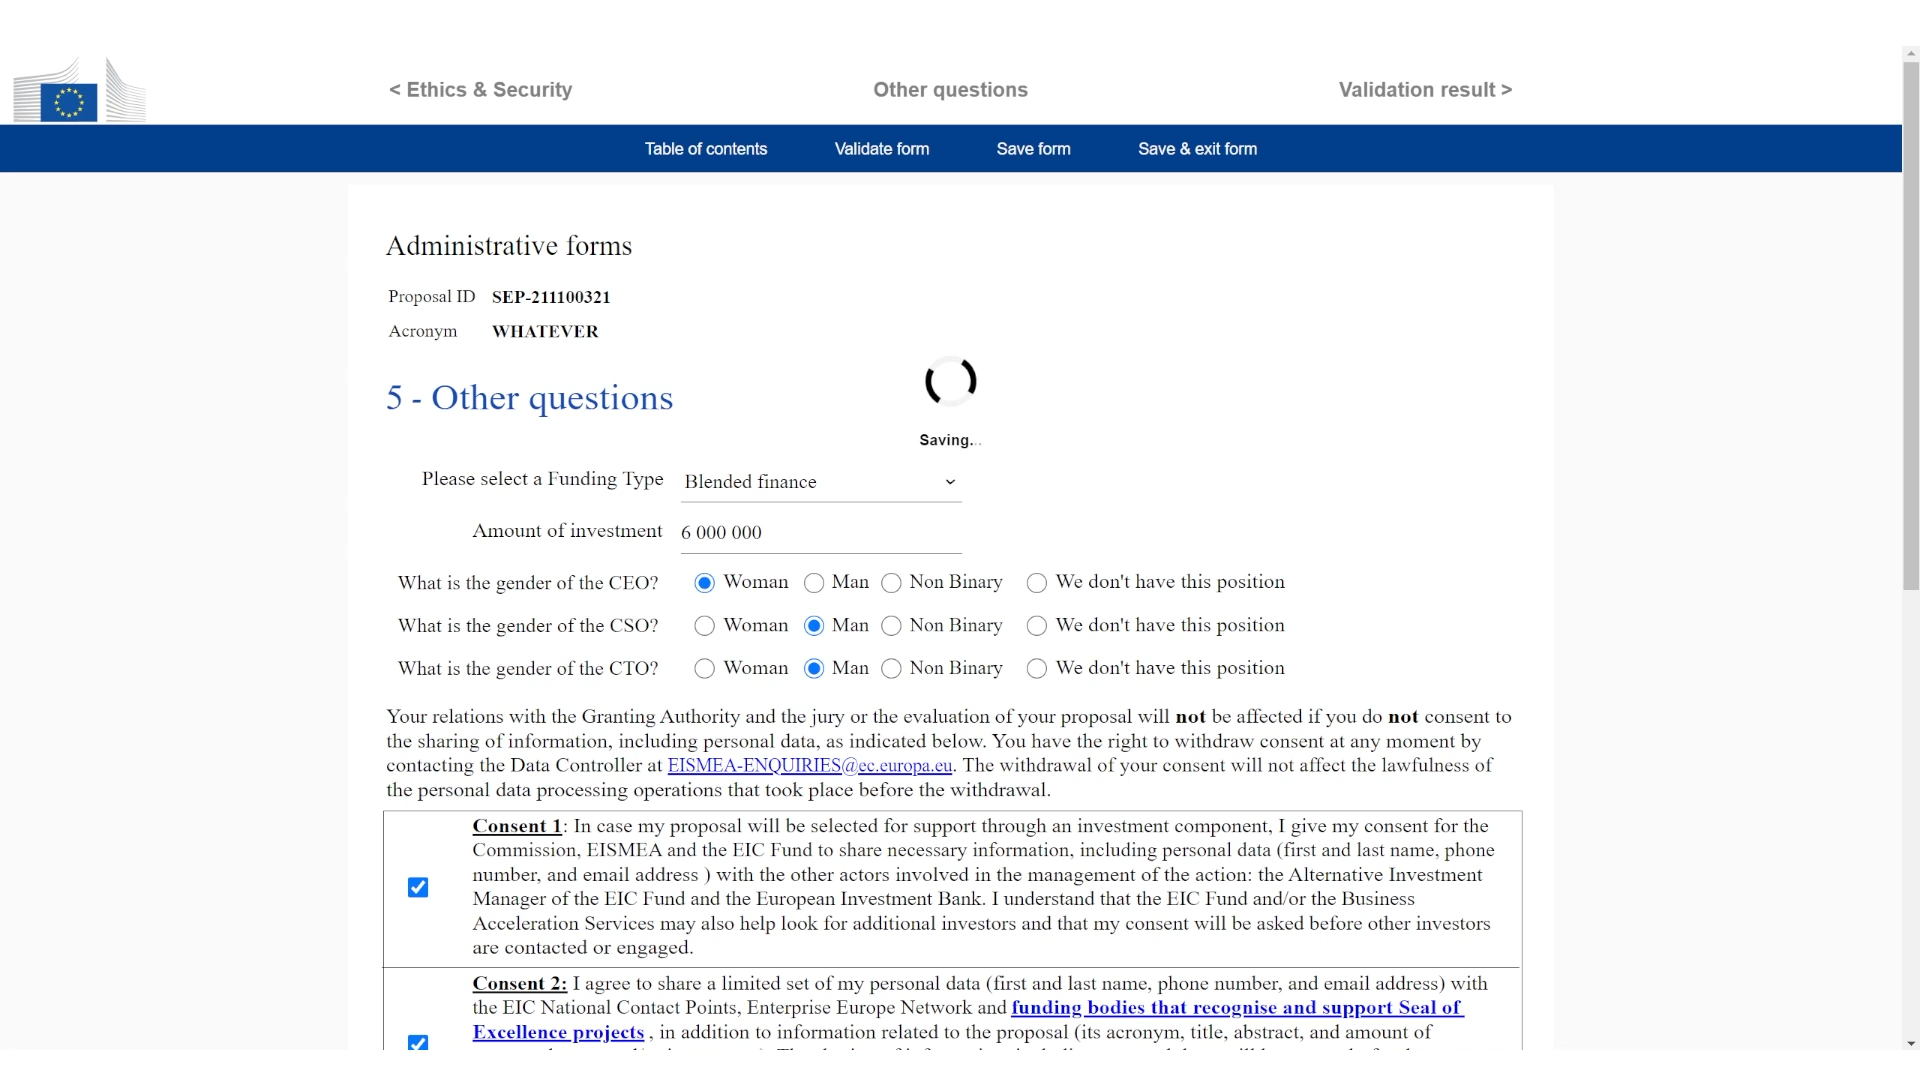 < Ethics & Security
Other questions
Validation result >
Table of contents
Validate form
Save form
Save & exit form
Administrative forms
Proposal ID SEP-211100321
Acronym WHATEVER
5 - Other questions
Saving...
Please select a Funding Type Blended finance
Amount of investment 6 000 000
What is the gender of the CEO? Woman Man Non Binary We don't have this position
What is the gender of the CSO? Woman Man Non Binary We don't have this position
What is the gender of the CTO? Woman Man Non Binary We don't have this position
Your relations with the Granting Authority and the jury or the evaluation of your proposal will not be affected if you do not consent to
the sharing of information, including personal data, as indicated below. You have the right to withdraw consent at any moment by
contacting the Data Controller at EISMEA-ENQUIRIES@ec.europa.eu. The withdrawal of your consent will not affect the lawfulness of
the personal data processing operations that took place before the withdrawal.
Consent 1: In case my proposal will be selected for support through an investment component, I give my consent for the
Commission, EISMEA and the EIC Fund to share necessary information, including personal data (first and last name, phone
number, and email address ) with the other actors involved in the management of the action: the Alternative Investment
Manager of the EIC Fund and the European Investment Bank. I understand that the EIC Fund and/or the Business
Acceleration Services may also help look for additional investors and that my consent will be asked before other investors
are contacted or engaged.
Consent 2: I agree to share a limited set of my personal data (first and last name, phone number, and email address) with
the EIC National Contact Points, Enterprise Europe Network and funding bodies that recognise and support Seal of
Excellence projects , in addition to information related to the proposal (its acronym, title, abstract, and amount of